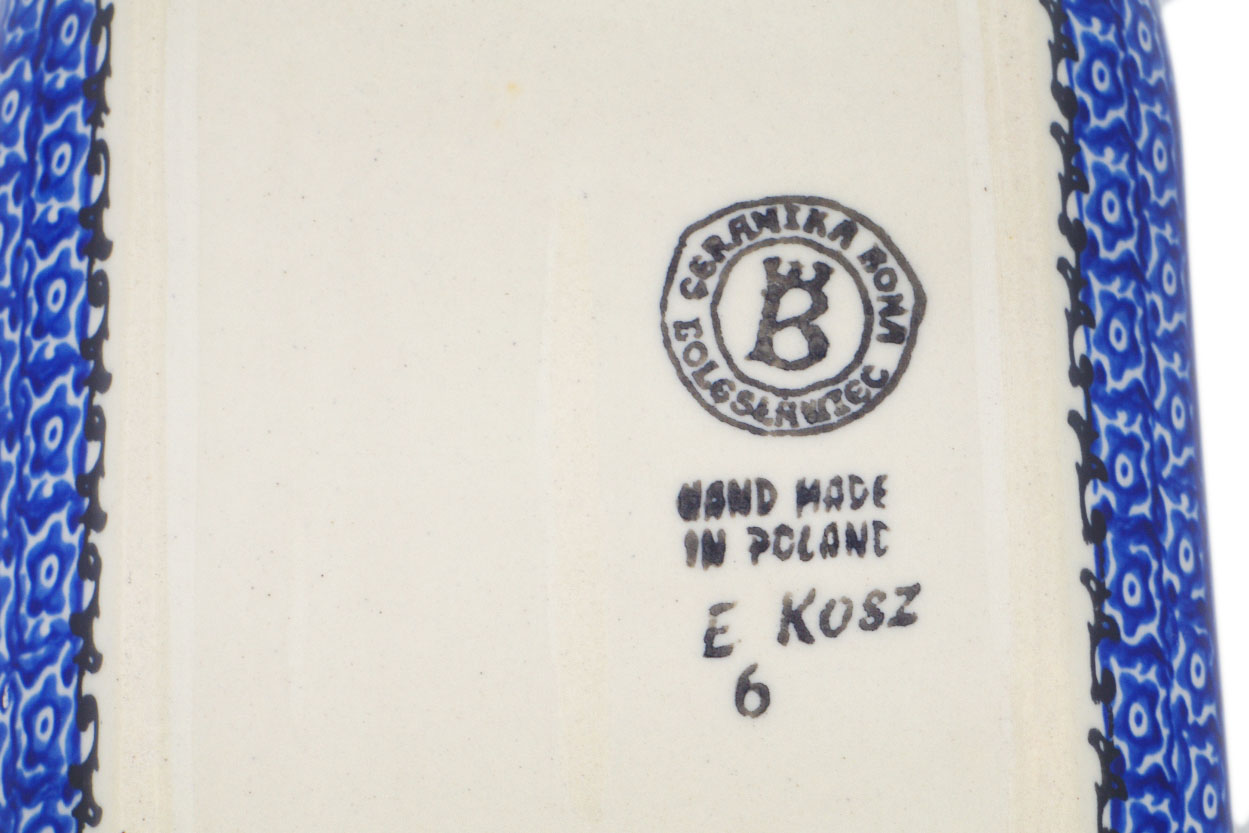 CERAMIKA BONA
B
BOLESŁAWIEC
HAND MADE
IN POLAND
E KOSZ
6